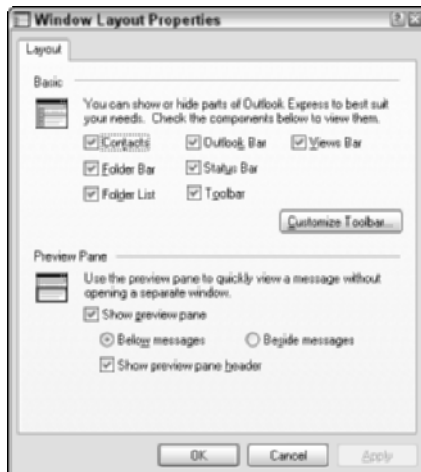 Window Layout Properties
Layout
Basic
You can show or hide parts of Outlook Express to best suit
your needs. Check the components below to view them.
Contacts Outlook Bar Views Bar
Folder Bar Status Bar
Folder List Toolbar
Customize Toolbar...
Preview Pane
Use the preview pane to quickly view a message without
opening a separate window.
Show preview pane
Below messages Beside messages
Show preview pane header
OK Cancel Apply